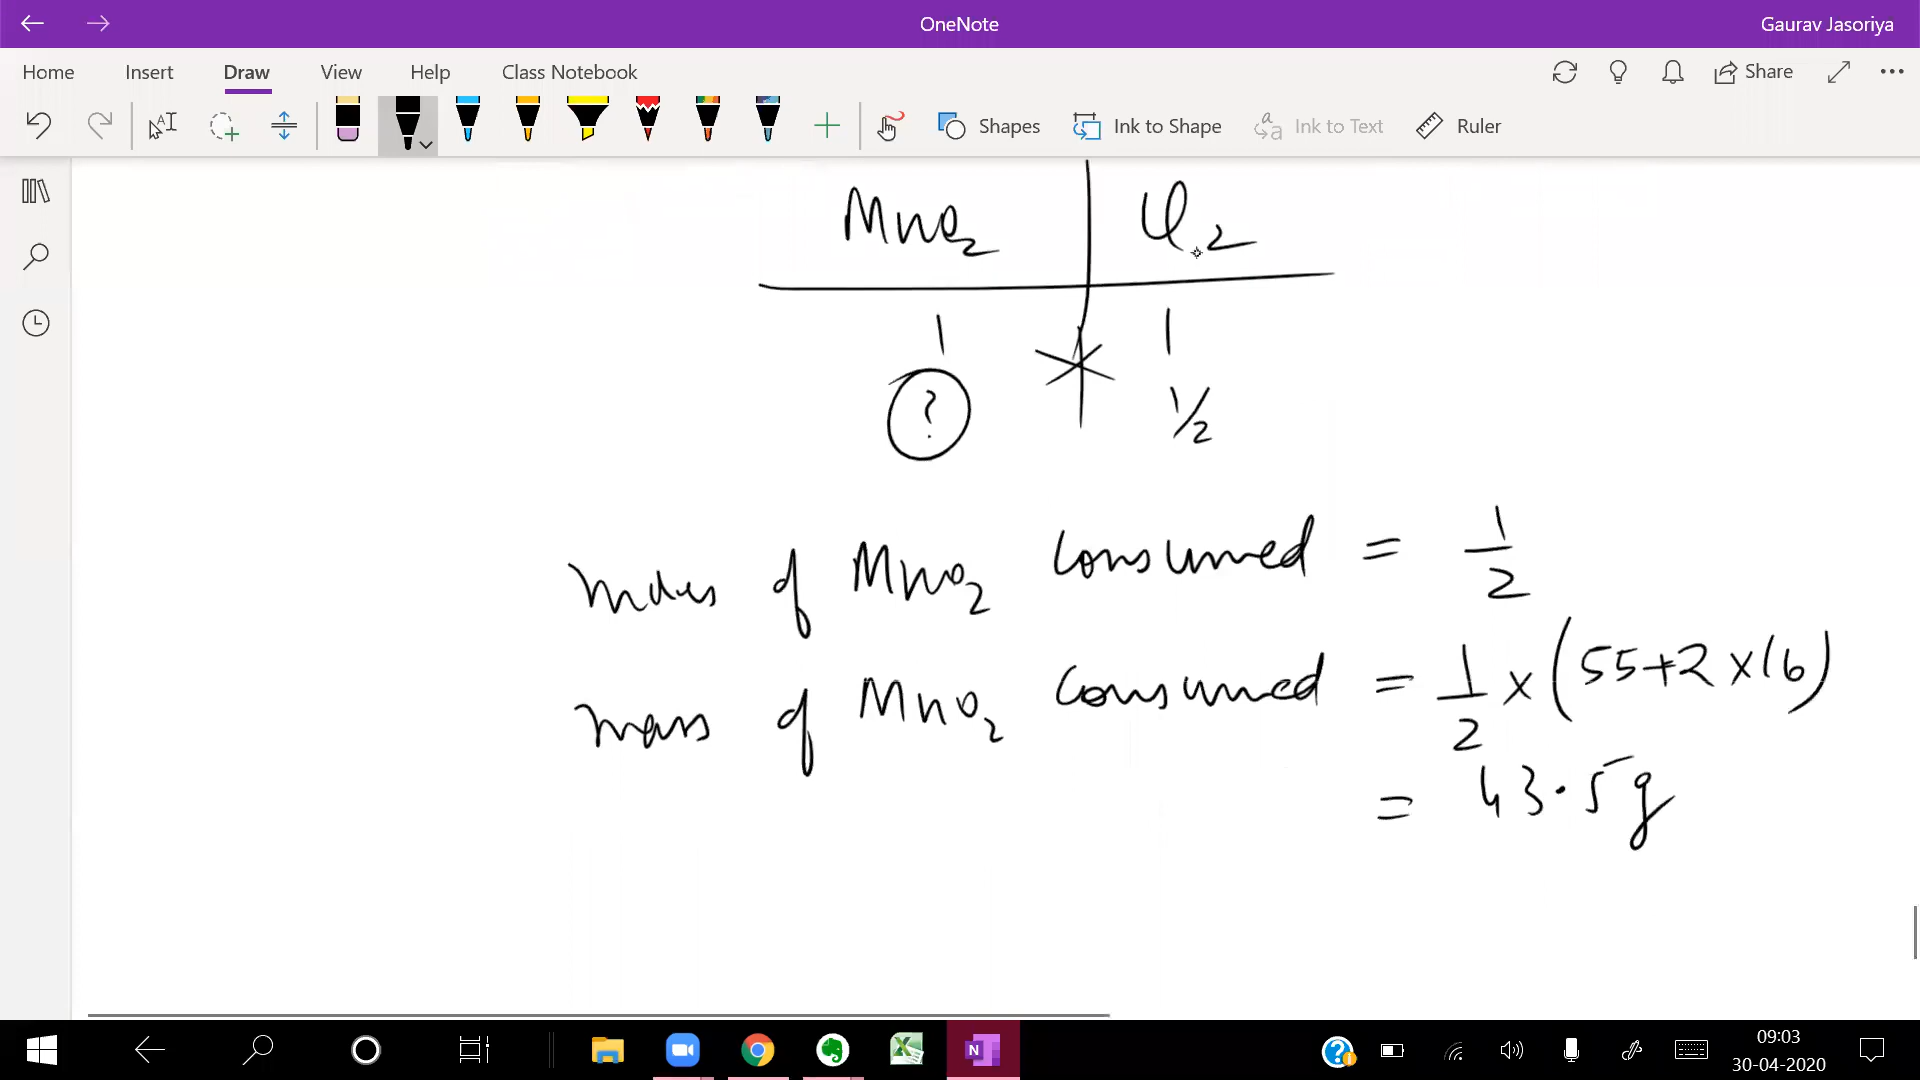 OneNote
Gaurav Jasoriya
Home Insert Draw View Help Class Notebook Share
Shapes Ink to Shape Ink to Text Ruler
MnO2 Cl2
1 1
? 1/2
moles of MnO2 consumed = 1/2
mass of MnO2 consumed = 1/2 × (55+2×16)
= 43.5g
09:03
30-04-2020